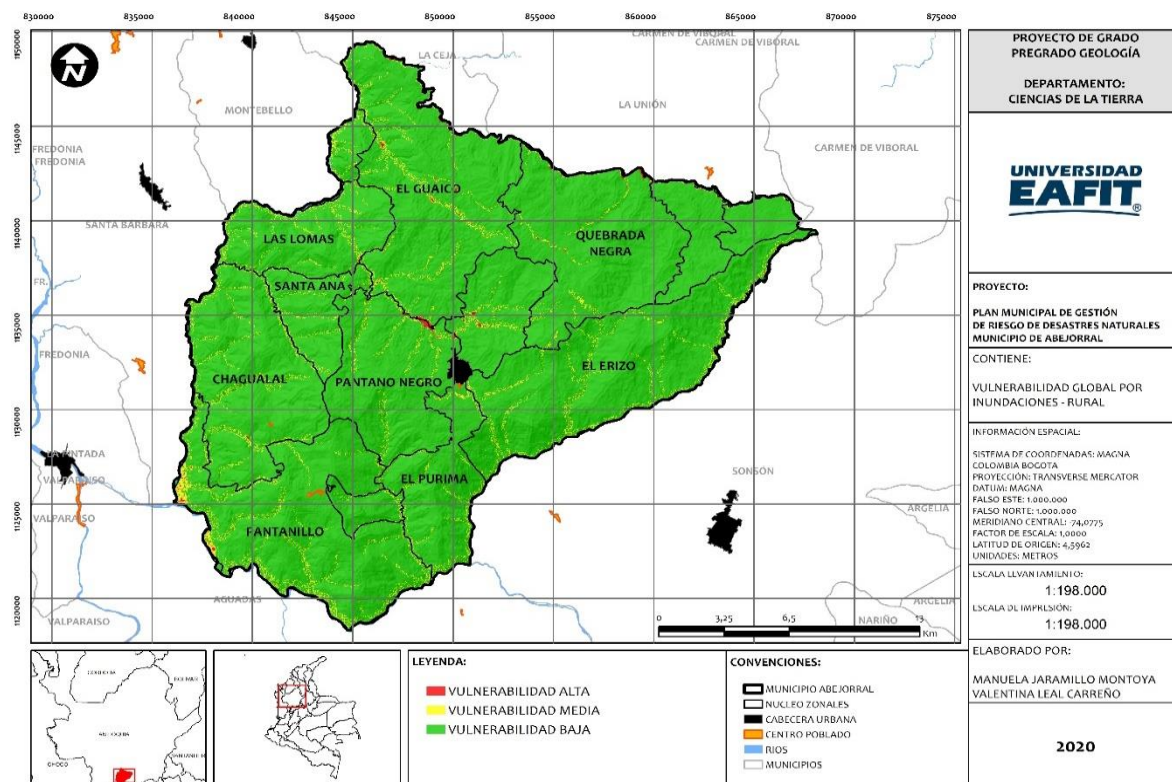 830000 835000 840000 845000 850000 855000 860000 865000 870000 875000
1150000
1145000
1140000
1135000
1130000
1125000
1120000
N
LA CEJA
CARMEN DE VIBORAL
CARMEN DE VIBORAL
MONTEBELLO
LA UNIÓN
FREDONIA
FREDONIA
CARMEN DE VIBORAL
EL GUAICO
SANTA BARBARA
LAS LOMAS
QUEBRADA
NEGRA
FR.
SANTA ANA
FREDONIA
CHAGUALAL
PANTANO NEGRO
EL ERIZO
LA PINTADA
VALPARAISO
EL PURIMA
SONSÓN
VALPARAISO
PANTANILLO
ARGELIA
AGUADAS
ARGELIA
VALPARAISO
NARIÑO
0 3,25 6,5 13
Km
PROYECTO DE GRADO
PREGRADO GEOLOGÍA
DEPARTAMENTO:
CIENCIAS DE LA TIERRA
UNIVERSIDAD
EAFIT®
PROYECTO:
PLAN MUNICIPAL DE GESTIÓN
DE RIESGO DE DESASTRES NATURALES
MUNICIPIO DE ABEJORRAL
CONTIENE:
VULNERABILIDAD GLOBAL POR
INUNDACIONES - RURAL
INFORMACIÓN ESPACIAL:
SISTEMA DE COORDENADAS: MAGNA
COLOMBIA BOGOTA
PROYECCIÓN: TRANSVERSE MERCATOR
DATUM: MAGNA
FALSO ESTE: 1.000.000
FALSO NORTE: 1.000.000
MERIDIANO CENTRAL: -74,0775
FACTOR DE ESCALA: 1,0000
LATITUD DE ORIGEN: 4,5962
UNIDADES: METROS
ESCALA LEVANTAMIENTO:
1:198.000
ESCALA DE IMPRESIÓN:
1:198.000
ELABORADO POR:
MANUELA JARAMILLO MONTOYA
VALENTINA LEAL CARREÑO
2020
CHOCO
LEYENDA:
VULNERABILIDAD ALTA
VULNERABILIDAD MEDIA
VULNERABILIDAD BAJA
CONVENCIONES:
MUNICIPIO ABEJORRAL
NUCLEO ZONALES
CABECERA URBANA
CENTRO POBLADO
RIOS
MUNICIPIOS